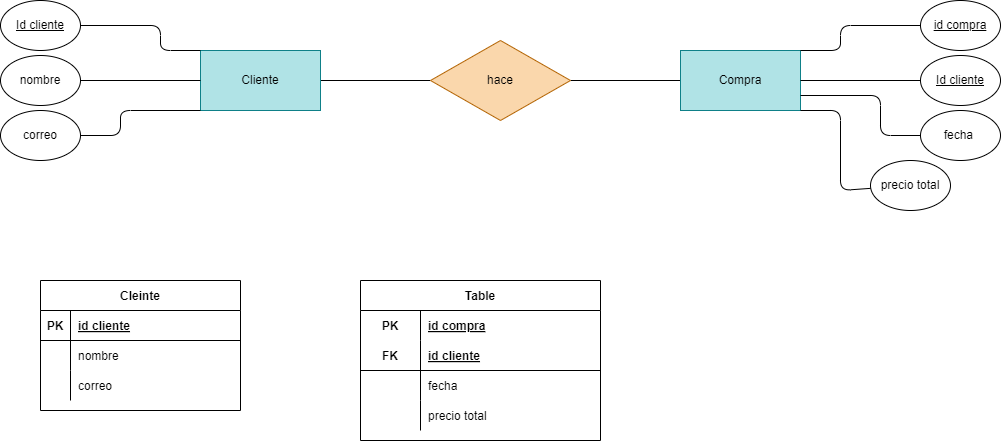 Id cliente
nombre
correo
Cliente
hace
Compra
id compra
Id cliente
fecha
precio total
Cleinte
PK id cliente
nombre
correo
Table
PK id compra
FK id cliente
fecha
precio total